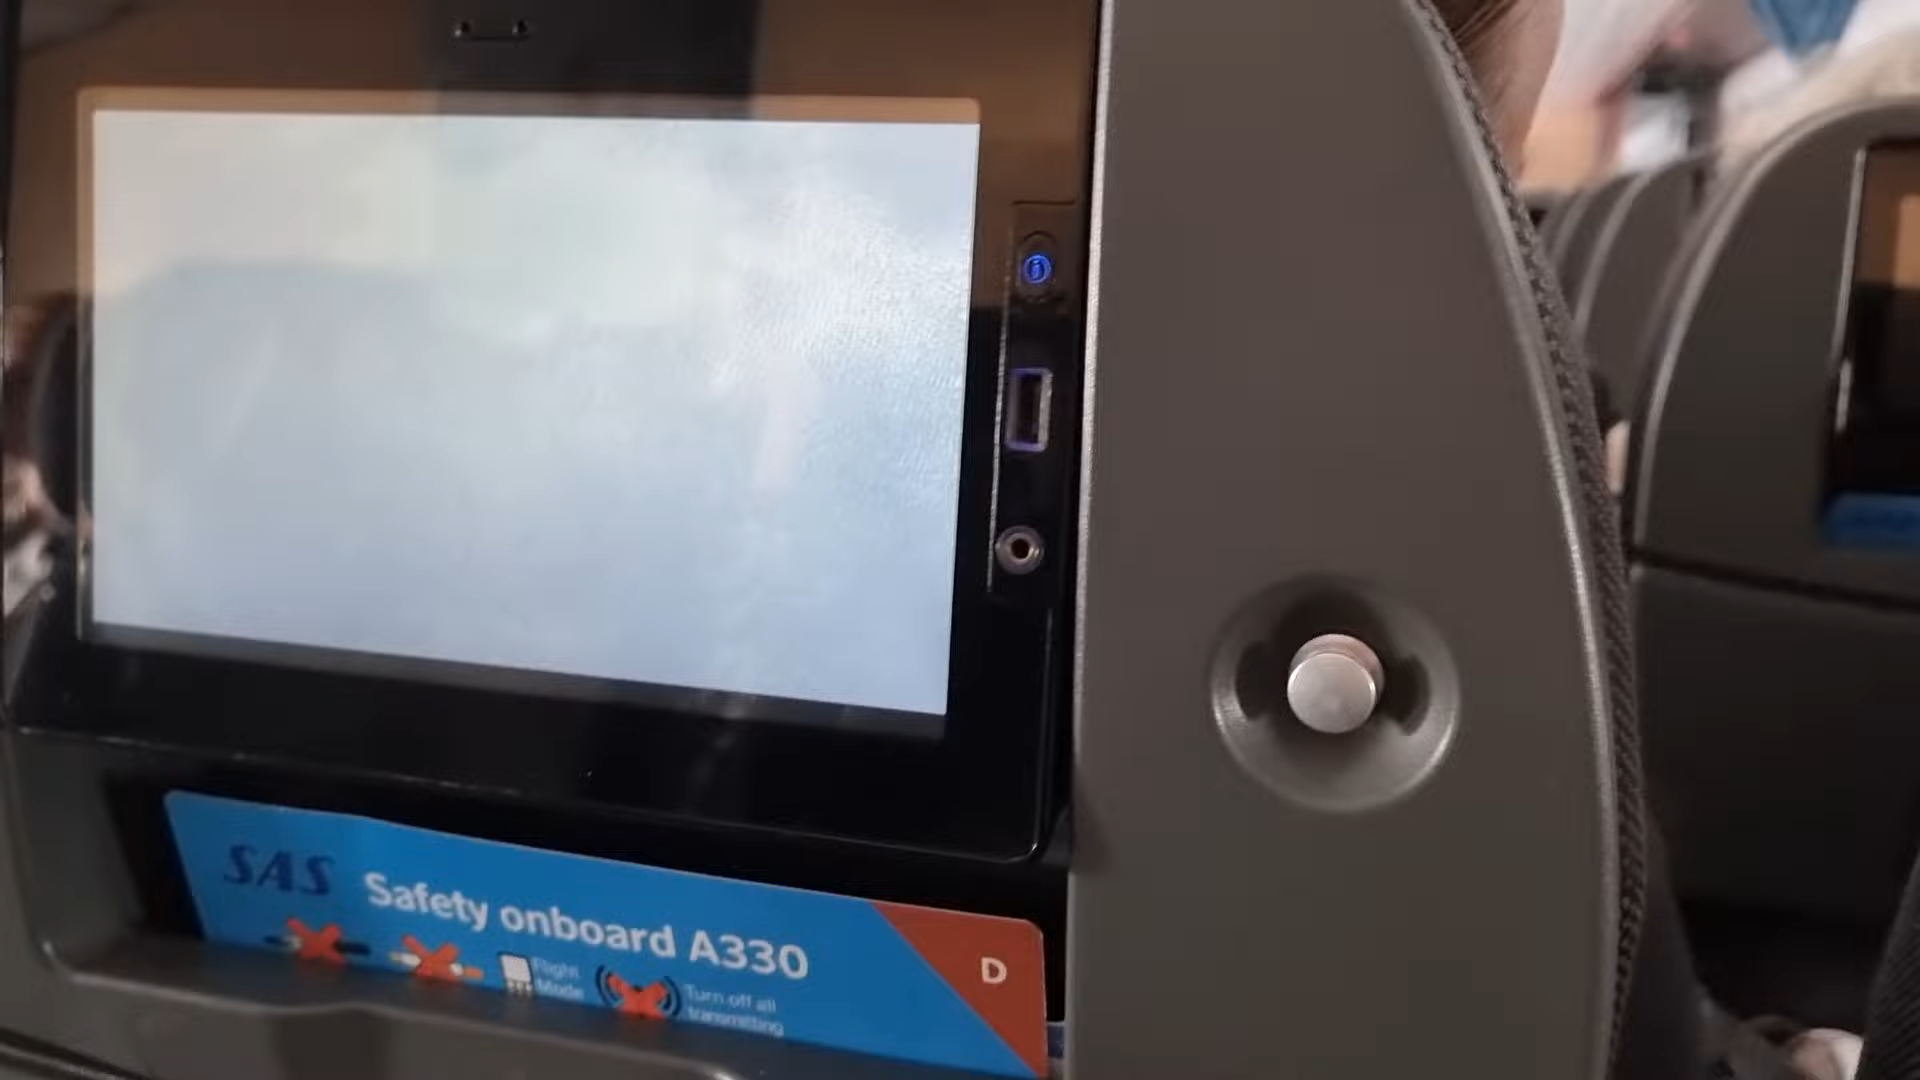 SAS
Safety onboard A330
D
Flight
Mode
Turn off all
transmitting